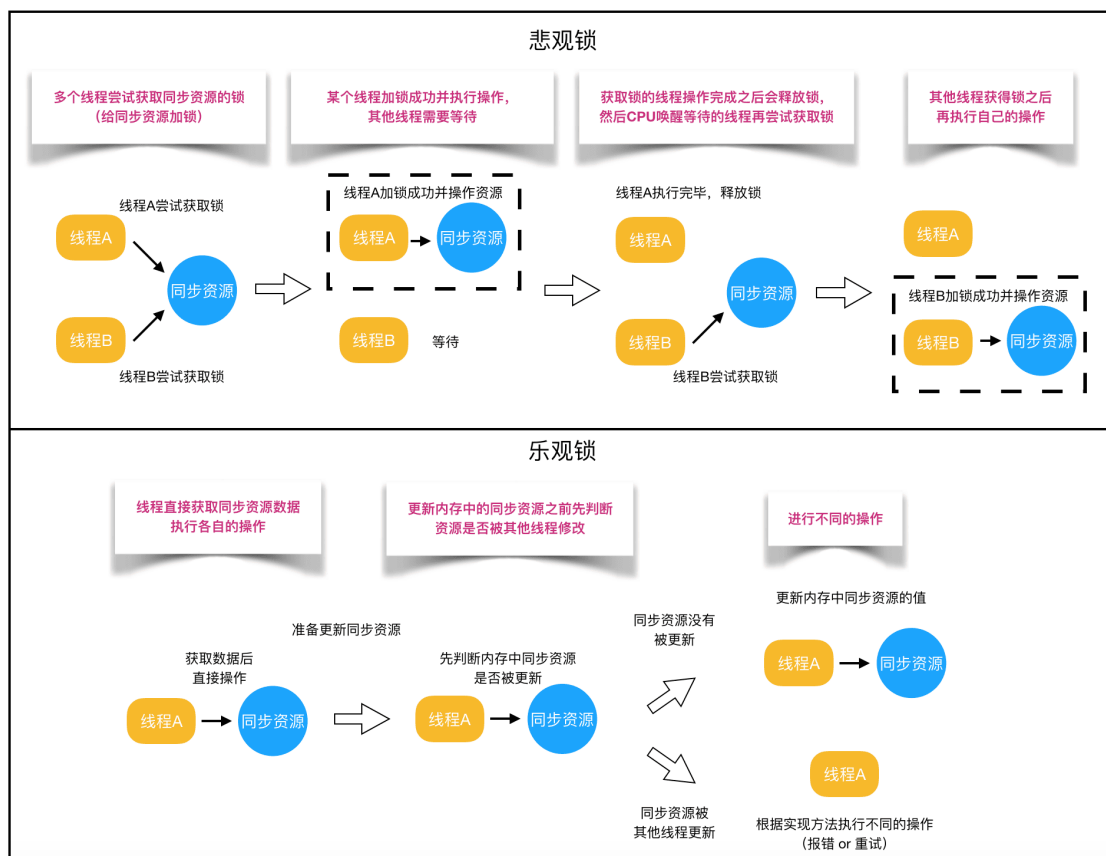 悲观锁
多个线程尝试获取同步资源的锁
（给同步资源加锁）
某个线程加锁成功并执行操作，
其他线程需要等待
获取锁的线程操作完成之后会释放锁，
然后CPU唤醒等待的线程再尝试获取锁
其他线程获得锁之后
再执行自己的操作
线程A尝试获取锁
线程A
同步资源
线程B
线程B尝试获取锁
线程A加锁成功并操作资源
线程A
同步资源
线程B
等待
线程A执行完毕，释放锁
线程A
同步资源
线程B
线程B尝试获取锁
线程A
线程B加锁成功并操作资源
线程B
同步资源
乐观锁
线程直接获取同步资源数据
执行各自的操作
更新内存中的同步资源之前先判断
资源是否被其他线程修改
进行不同的操作
获取数据后
直接操作
线程A
同步资源
准备更新同步资源
先判断内存中同步资源
是否被更新
线程A
同步资源
同步资源没有
被更新
更新内存中同步资源的值
线程A
同步资源
同步资源被
其他线程更新
线程A
根据实现方法执行不同的操作
（报错 or 重试）